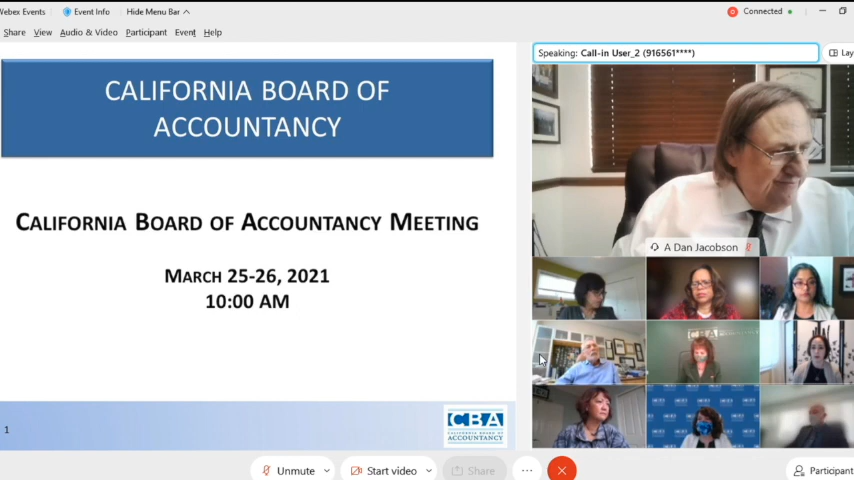 Webex Events
Event Info
Hide Menu Bar
Connected
Share View Audio & Video Participant Event Help
Speaking: Call-in User_2 (916561****)
Lay
CALIFORNIA BOARD OF
ACCOUNTANCY
CALIFORNIA BOARD OF ACCOUNTANCY MEETING
MARCH 25-26, 2021
10:00 AM
A Dan Jacobson
CBA
1
CBA
CALIFORNIA BOARD OF
ACCOUNTANCY
Unmute
Start video
Share
Participant